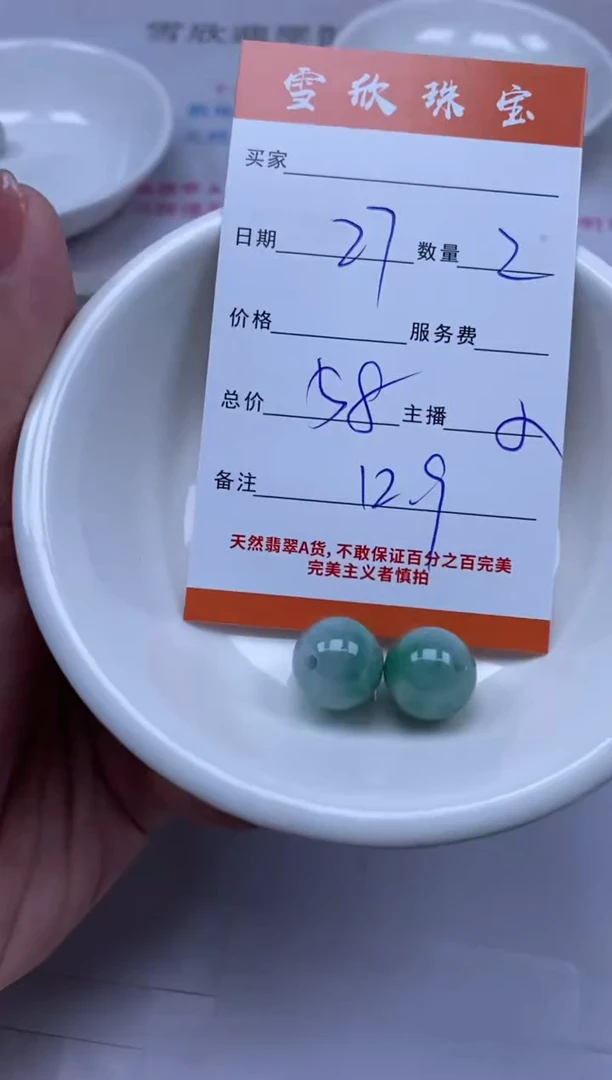 雪欣珠宝
买家
日期 27 数量 2
价格 服务费
总价 58 主播
备注 129
天然翡翠A货，不敢保证百分之百完美
完美主义者慎拍